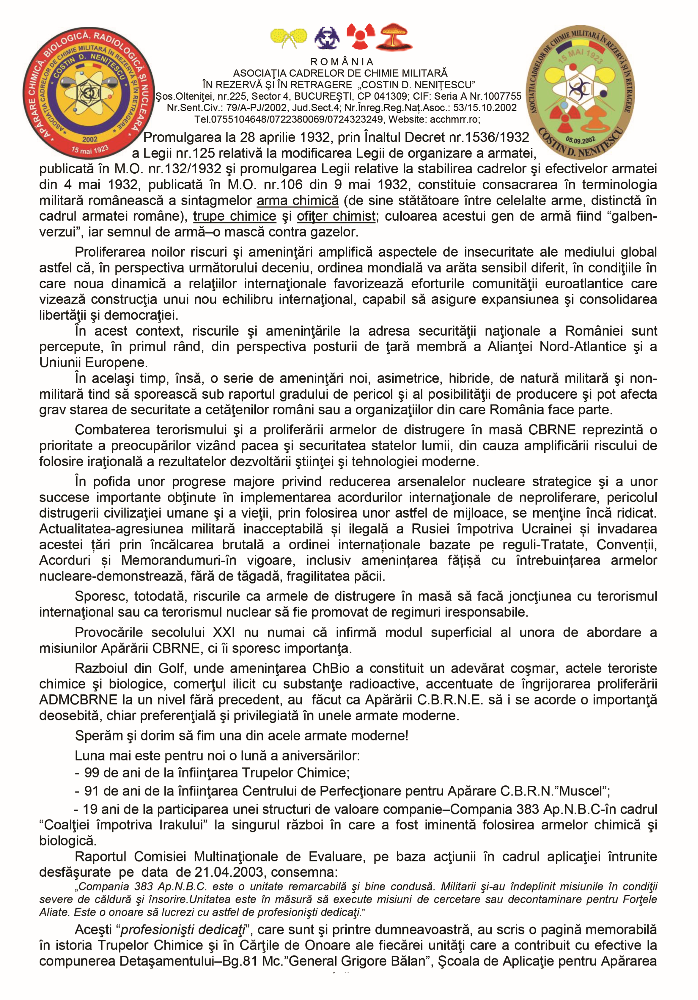 APĂRARE CHIMICĂ, BIOLOGICĂ, RADIOLOGICĂ ŞI NUCLEARĂ
ASOCIAŢIA CADRELOR DE CHIMIE MILITARĂ ÎN REZERVĂ ŞI ÎN RETRAGERE
COSTIN D. NENIŢESCU
2002
15 mai 1923
ROMÂNIA
ASOCIAŢIA CADRELOR DE CHIMIE MILITARĂ
ÎN REZERVĂ ŞI ÎN RETRAGERE „COSTIN D. NENIŢESCU”
Şos.Olteniţei, nr.225, Sector 4, BUCUREŞTI, CP 041309; CIF: Seria A Nr.1007755
Nr.Sent.Civ.: 79/A-PJ/2002, Jud.Sect.4; Nr.Înreg.Reg.Naț.Asoc.: 53/15.10.2002
Tel.0755104648/0722380069/0724323249, Website: acchmrr.ro;
ASOCIAŢIA CADRELOR DE CHIMIE MILITARĂ ÎN REZERVĂ ŞI ÎN RETRAGERE
15 MAI 1923
05.09.2002
COSTIN D. NENIŢESCU
Promulgarea la 28 aprilie 1932, prin Înaltul Decret nr.1536/1932
a Legii nr.125 relativă la modificarea Legii de organizare a armatei,
publicată în M.O. nr.132/1932 şi promulgarea Legii relative la stabilirea cadrelor şi efectivelor armatei
din 4 mai 1932, publicată în M.O. nr.106 din 9 mai 1932, constituie consacrarea în terminologia
militară românească a sintagmelor arma chimică (de sine stătătoare între celelalte arme, distinctă în
cadrul armatei române), trupe chimice şi ofiţer chimist; culoarea acestui gen de armă fiind “galben-
verzui”, iar semnul de armă–o mască contra gazelor.
Proliferarea noilor riscuri şi ameninţări amplifică aspectele de insecuritate ale mediului global
astfel că, în perspectiva următorului deceniu, ordinea mondială va arăta sensibil diferit, în condiţiile în
care noua dinamică a relaţiilor internaţionale favorizează eforturile comunităţii euroatlantice care
vizează construcţia unui nou echilibru internaţional, capabil să asigure expansiunea şi consolidarea
libertăţii şi democraţiei.
În acest context, riscurile şi ameninţările la adresa securităţii naţionale a României sunt
percepute, în primul rând, din perspectiva posturii de ţară membră a Alianţei Nord-Atlantice şi a
Uniunii Europene.
În acelaşi timp, însă, o serie de ameninţări noi, asimetrice, hibride, de natură militară şi non-
militară tind să sporească sub raportul gradului de pericol şi al posibilităţii de producere şi pot afecta
grav starea de securitate a cetăţenilor români sau a organizaţiilor din care România face parte.
Combaterea terorismului şi a proliferării armelor de distrugere în masă CBRNE reprezintă o
prioritate a preocupărilor vizând pacea şi securitatea statelor lumii, din cauza amplificării riscului de
folosire iraţională a rezultatelor dezvoltării ştiinţei şi tehnologiei moderne.
În pofida unor progrese majore privind reducerea arsenalelor nucleare strategice şi a unor
succese importante obţinute în implementarea acordurilor internaţionale de neproliferare, pericolul
distrugerii civilizaţiei umane şi a vieţii, prin folosirea unor astfel de mijloace, se menţine încă ridicat.
Actualitatea-agresiunea militară inacceptabilă și ilegală a Rusiei împotriva Ucrainei și invadarea
acestei țări prin încălcarea brutală a ordinei internaționale bazate pe reguli-Tratate, Convenții,
Acorduri și Memorandumuri-în vigoare, inclusiv amenințarea fățișă cu întrebuințarea armelor
nucleare-demonstrează, fără de tăgadă, fragilitatea păcii.
Sporesc, totodată, riscurile ca armele de distrugere în masă să facă joncţiunea cu terorismul
internaţional sau ca terorismul nuclear să fie promovat de regimuri iresponsabile.
Provocările secolului XXI nu numai că infirmă modul superficial al unora de abordare a
misiunilor Apărării CBRNE, ci îi sporesc importanţa.
Razboiul din Golf, unde ameninţarea ChBio a constituit un adevărat coşmar, actele teroriste
chimice şi biologice, comerţul ilicit cu substanţe radioactive, accentuate de îngrijorarea proliferării
ADMCBRNE la un nivel fără precedent, au făcut ca Apărării C.B.R.N.E. să i se acorde o importanţă
deosebită, chiar preferenţială şi privilegiată în unele armate moderne.
Sperăm şi dorim să fim una din acele armate moderne!
Luna mai este pentru noi o lună a aniversărilor:
- 99 de ani de la înfiinţarea Trupelor Chimice;
- 91 de ani de la înfiinţarea Centrului de Perfecţionare pentru Apărare C.B.R.N.”Muscel”;
- 19 ani de la participarea unei structuri de valoare companie–Compania 383 Ap.N.B.C-în cadrul
“Coalţiei împotriva Irakului” la singurul război în care a fost iminentă folosirea armelor chimică şi
biologică.
Raportul Comisiei Multinaţionale de Evaluare, pe baza acţiunii în cadrul aplicaţiei întrunite
desfăşurate pe data de 21.04.2003, consemna:
„Compania 383 Ap.N.B.C. este o unitate remarcabilă şi bine condusă. Militarii şi-au îndeplinit misiunile în condiţii
severe de căldură şi însorire.Unitatea este în măsură să execute misiuni de cercetare sau decontaminare pentru Forţele
Aliate. Este o onoare să lucrezi cu astfel de profesionişti dedicaţi.”
Aceşti “profesionişti dedicaţi”, care sunt şi printre dumneavoastră, au scris o pagină memorabilă
în istoria Trupelor Chimice şi în Cărţile de Onoare ale fiecărei unităţi care a contribuit cu efective la
compunerea Detaşamentului–Bg.81 Mc.”General Grigore Bălan”, Şcoala de Aplicaţie pentru Apărarea